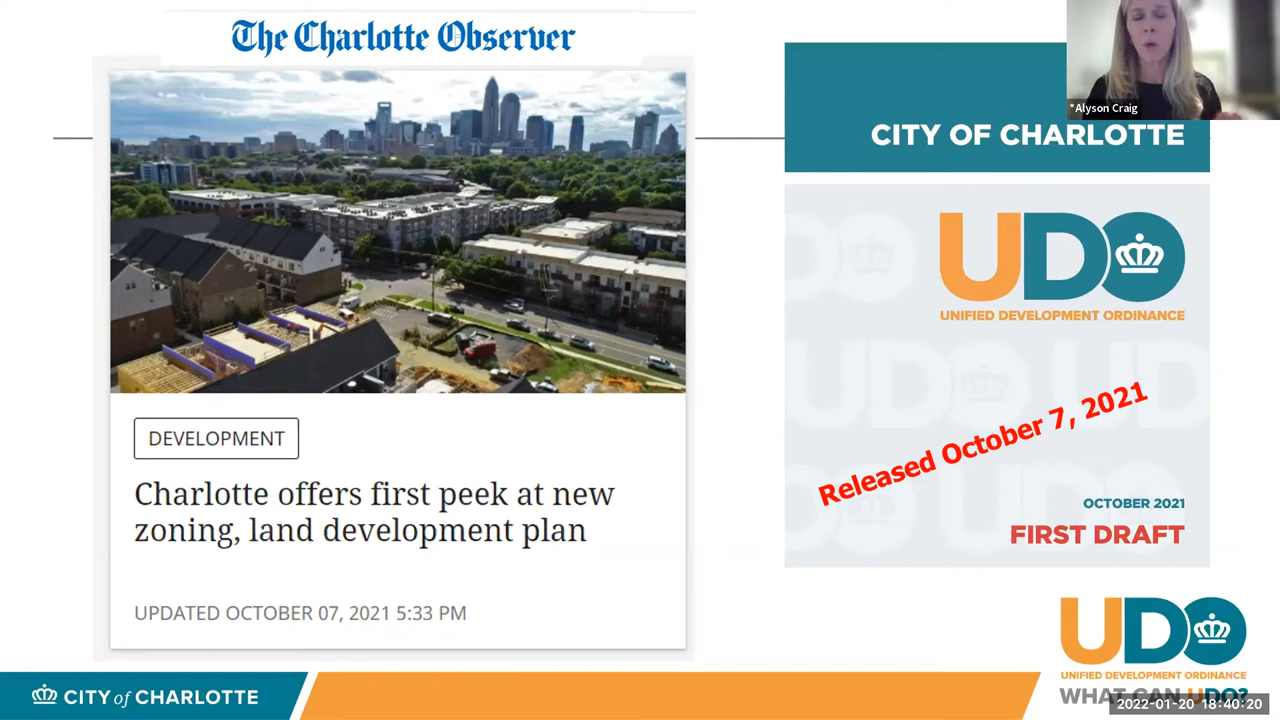 The Charlotte Observer
DEVELOPMENT
Charlotte offers first peek at new
zoning, land development plan
UPDATED OCTOBER 07, 2021 5:33 PM
*Alyson Craig
CITY OF CHARLOTTE
UDO
UNIFIED DEVELOPMENT ORDINANCE
Released October 7, 2021
OCTOBER 2021
FIRST DRAFT
UDO
UNIFIED DEVELOPMENT ORDINANCE
WHAT CAN UDO?
CITY of CHARLOTTE
2022-01-20 18:40:20